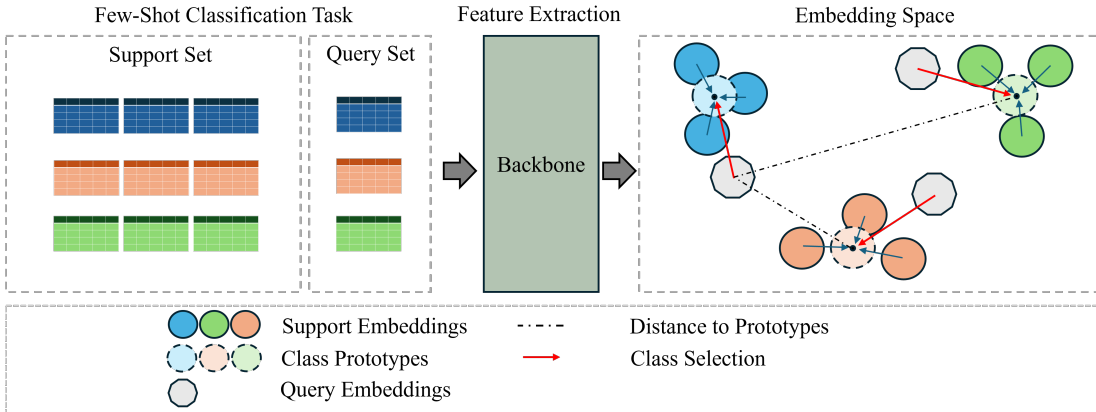 Few-Shot Classification Task
Feature Extraction
Embedding Space
Support Set
Query Set
Backbone
Support Embeddings
Distance to Prototypes
Class Prototypes
Class Selection
Query Embeddings